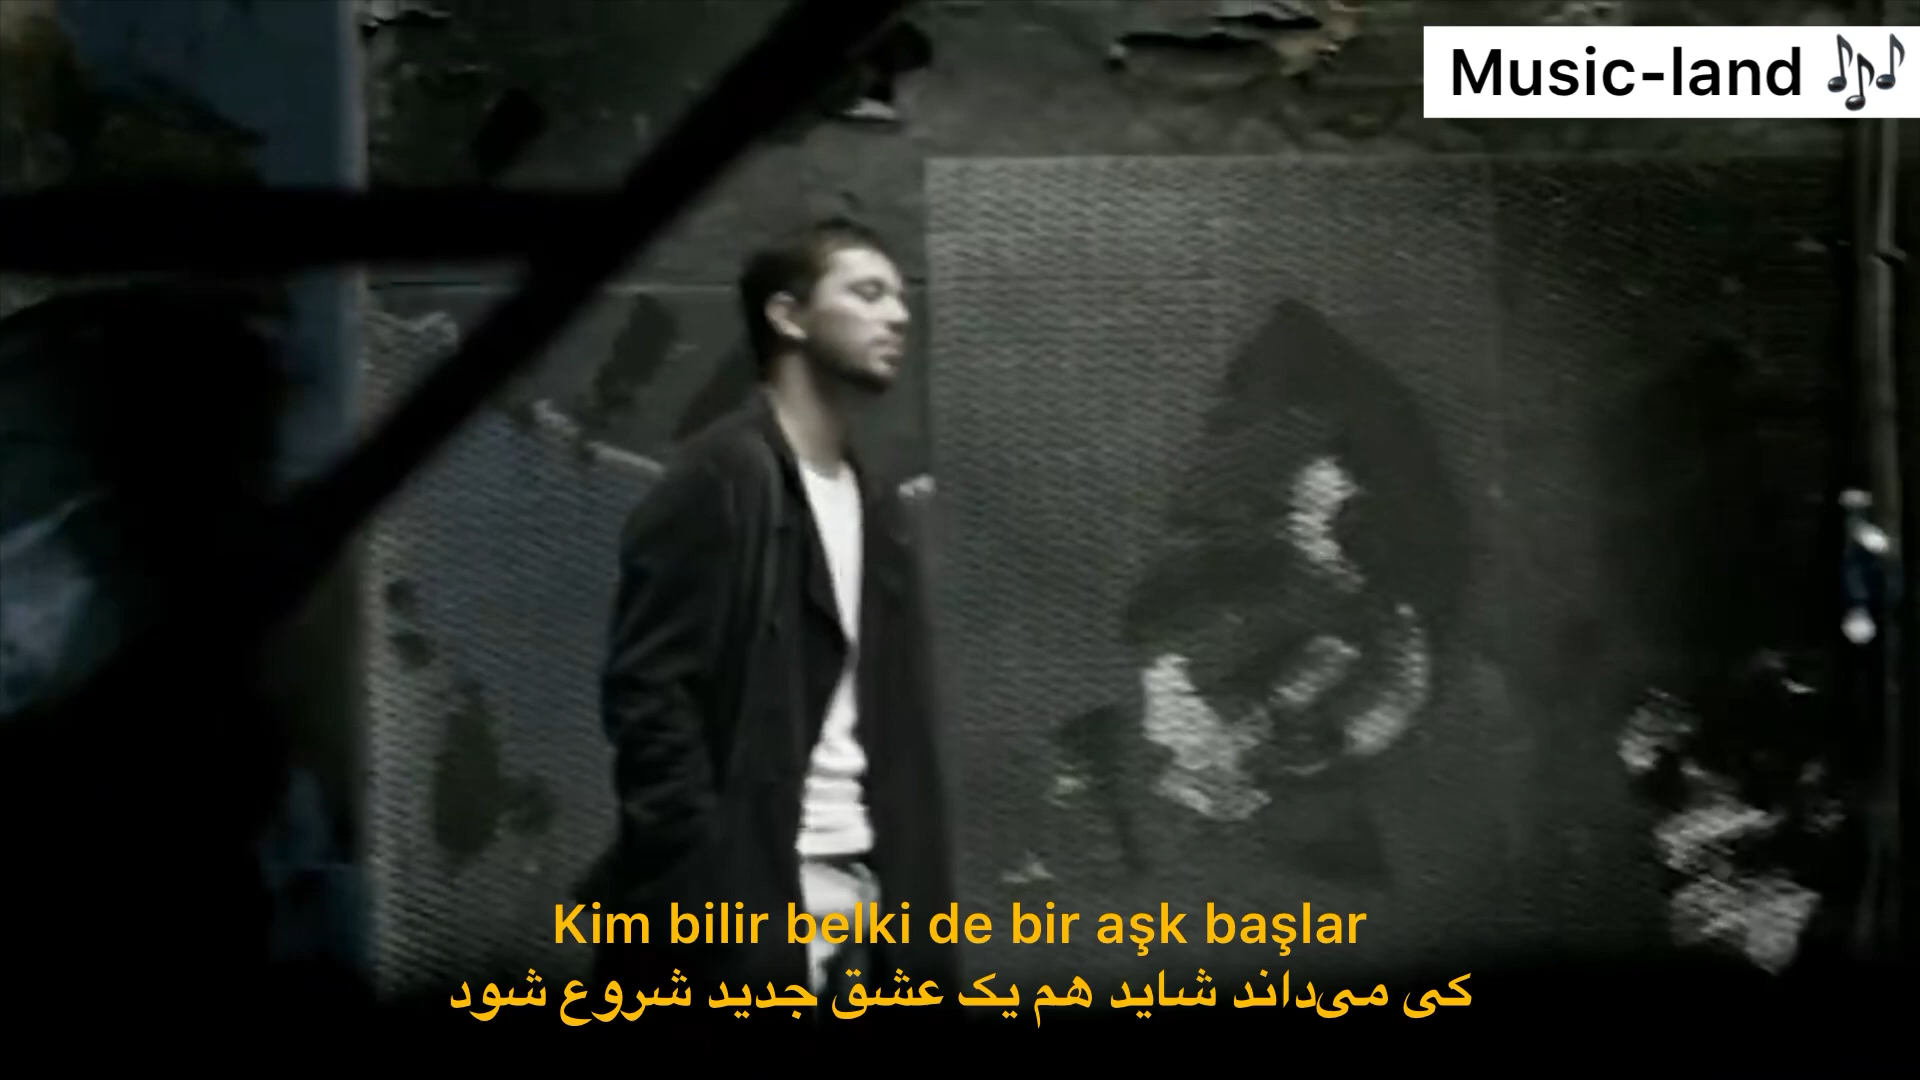 Music-land 🎶
Kim bilir belki de bir aşk başlar
کی می‌داند شاید هم یک عشق جدید شروع شود